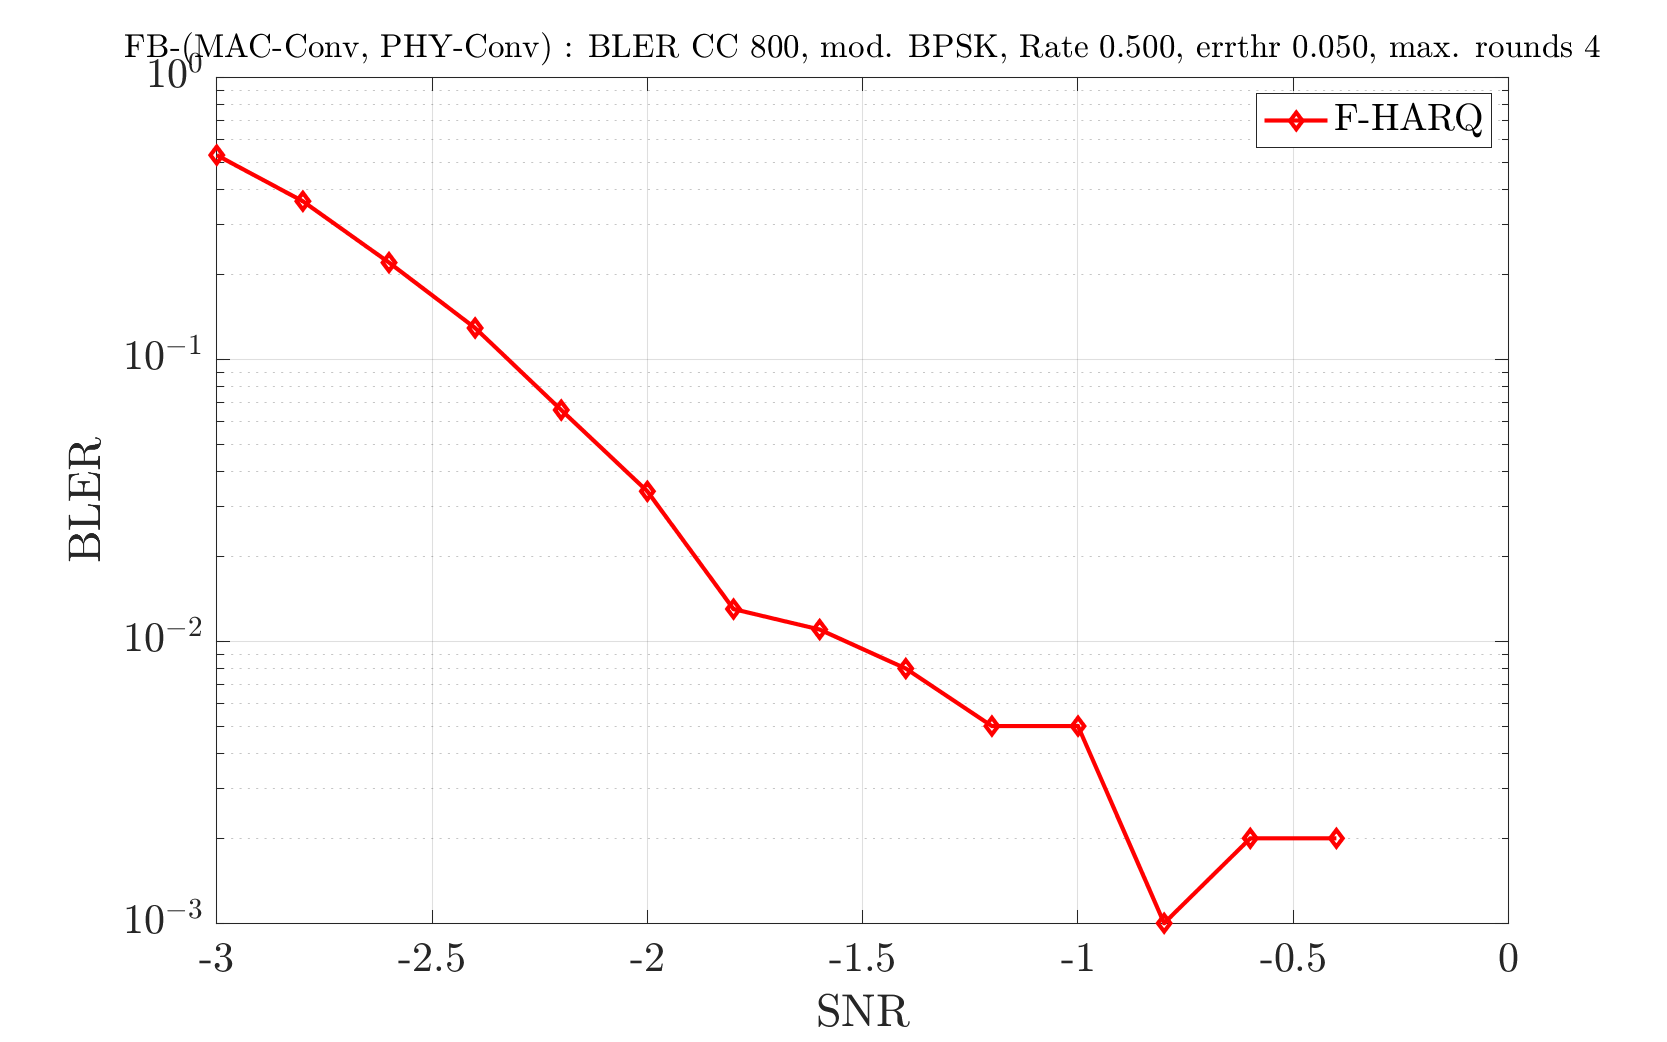 FB-(MAC-Conv, PHY-Conv) : BLER CC 800, mod. BPSK, Rate 0.500, errthr 0.050, max. rounds 4
10⁰
F-HARQ
10⁻¹
BLER
10⁻²
10⁻³
-3 -2.5 -2 -1.5 -1 -0.5 0
SNR